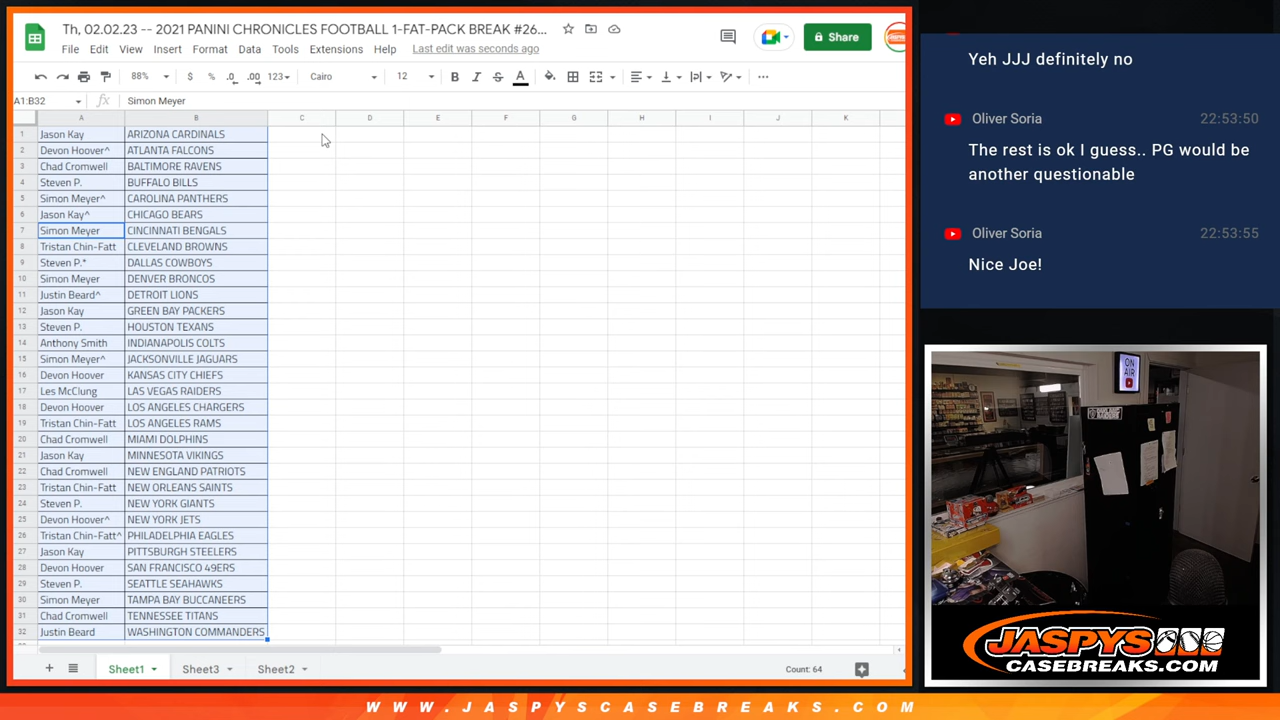 Th, 02.02.23 -- 2021 PANINI CHRONICLES FOOTBALL 1-FAT-PACK BREAK #26...
File Edit View Insert Format Data Tools Extensions Help Last edit was seconds ago
Share
88% $ % .0 .00 123 Cairo 12 B I S A
A1:B32 fx Simon Meyer
A B C D E F G H I J K
1 Jason Kay ARIZONA CARDINALS
2 Devon Hoover^ ATLANTA FALCONS
3 Chad Cromwell BALTIMORE RAVENS
4 Steven P. BUFFALO BILLS
5 Simon Meyer^ CAROLINA PANTHERS
6 Jason Kay^ CHICAGO BEARS
7 Simon Meyer CINCINNATI BENGALS
8 Tristan Chin-Fatt CLEVELAND BROWNS
9 Steven P.* DALLAS COWBOYS
10 Simon Meyer DENVER BRONCOS
11 Justin Beard^ DETROIT LIONS
12 Jason Kay GREEN BAY PACKERS
13 Steven P. HOUSTON TEXANS
14 Anthony Smith INDIANAPOLIS COLTS
15 Simon Meyer^ JACKSONVILLE JAGUARS
16 Devon Hoover KANSAS CITY CHIEFS
17 Les McClung LAS VEGAS RAIDERS
18 Devon Hoover LOS ANGELES CHARGERS
19 Tristan Chin-Fatt LOS ANGELES RAMS
20 Chad Cromwell MIAMI DOLPHINS
21 Jason Kay MINNESOTA VIKINGS
22 Chad Cromwell NEW ENGLAND PATRIOTS
23 Tristan Chin-Fatt NEW ORLEANS SAINTS
24 Steven P. NEW YORK GIANTS
25 Devon Hoover^ NEW YORK JETS
26 Tristan Chin-Fatt^ PHILADELPHIA EAGLES
27 Jason Kay PITTSBURGH STEELERS
28 Devon Hoover SAN FRANCISCO 49ERS
29 Steven P. SEATTLE SEAHAWKS
30 Simon Meyer TAMPA BAY BUCCANEERS
31 Chad Cromwell TENNESSEE TITANS
32 Justin Beard WASHINGTON COMMANDERS
Sheet1 Sheet3 Sheet2 Count: 64
Yeh JJJ definitely no
Oliver Soria 22:53:50
The rest is ok I guess.. PG would be
another questionable
Oliver Soria 22:53:55
Nice Joe!
ON
AIR
JASPYS
CASEBREAKS.COM
WWW.JASPYSCASEBREAKS.COM